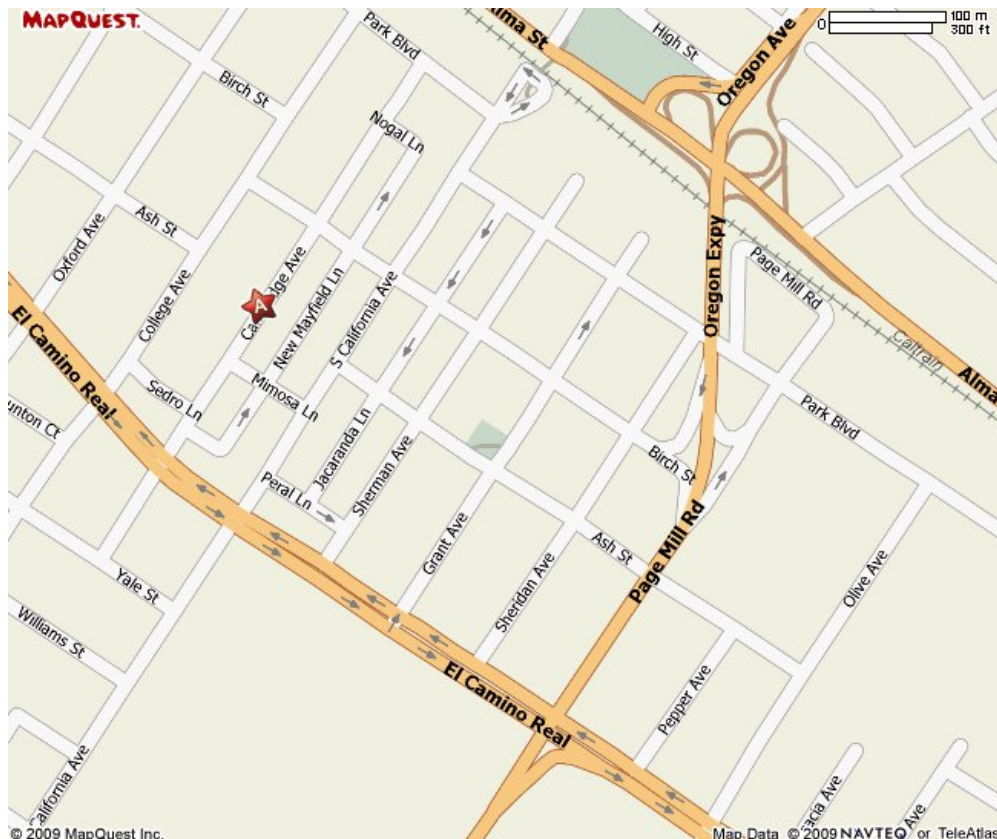 MAPQUEST.
Alma St
High St
Oregon Ave
0 100 m
300 ft
Park Blvd
Birch St
Nogal Ln
Ash St
Oxford Ave
College Ave
A
New Mayfield Ln
S California Ave
Oregon Expy
Page Mill Rd
Caltrain
Alma
El Camino Real
Sedro Ln
Mimosa Ln
Park Blvd
Peral Ln
Jacaranda Ln
Sherman Ave
Birch St
Grant Ave
Ash St
Page Mill Rd
Olive Ave
Sheridan Ave
Yale St
Williams St
El Camino Real
Pepper Ave
California Ave
Ave
© 2009 MapQuest Inc.
Map Data © 2009 NAVTEQ or TeleAtlas